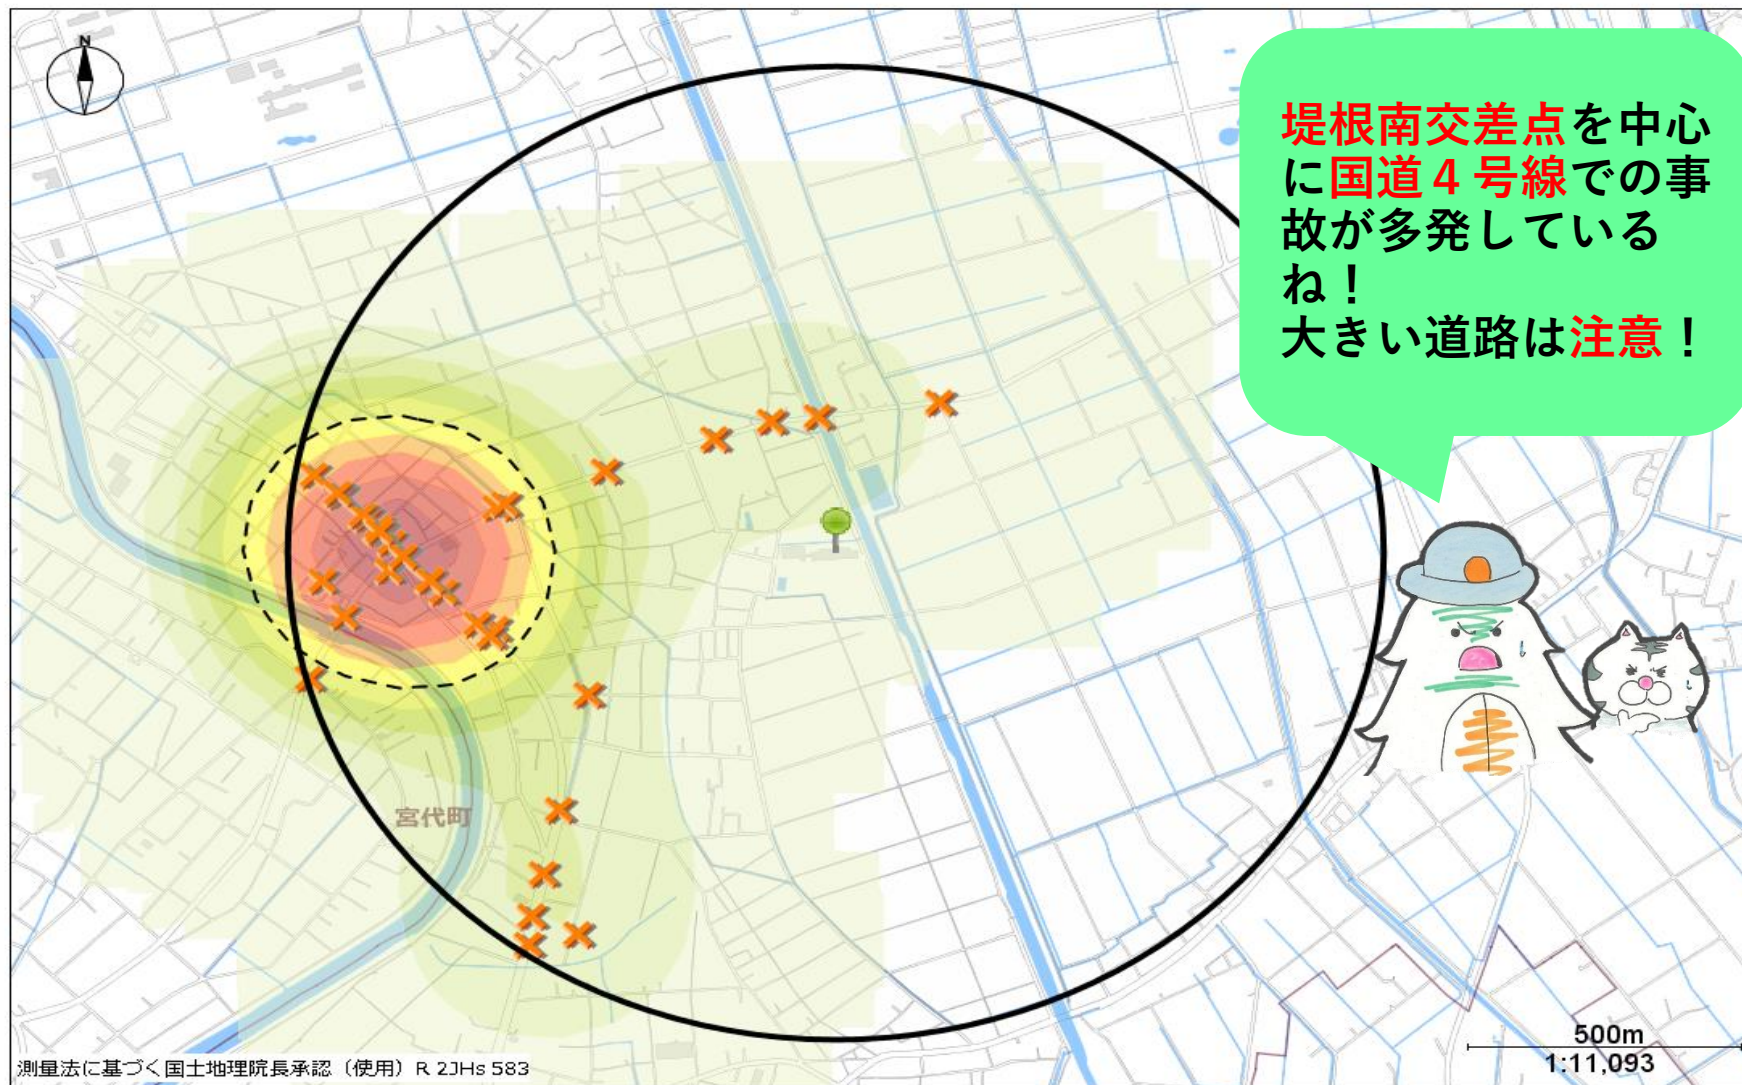 N
堤根南交差点を中心
に国道４号線での事
故が多発している
ね！
大きい道路は注意！
宮代町
500m
1:11,093
測量法に基づく国土地理院長承認（使用）R 2JHs 583